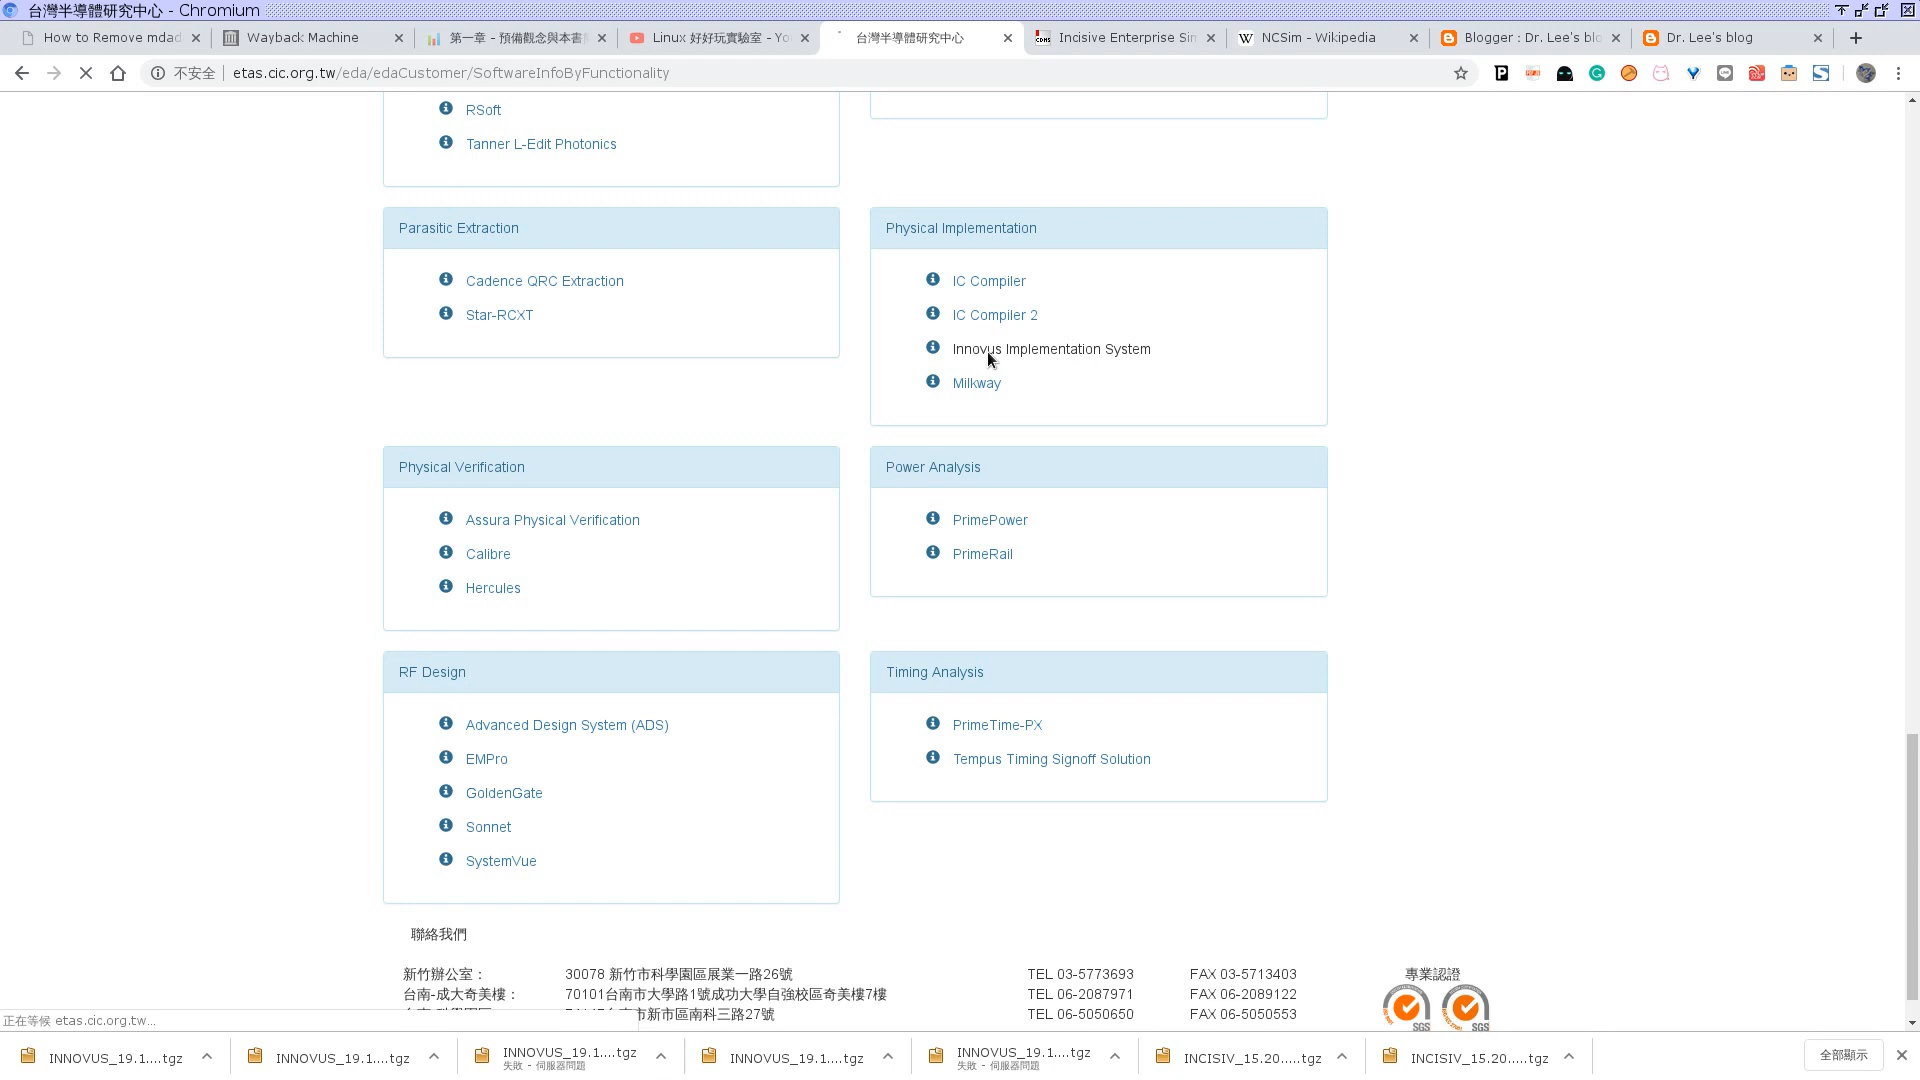 台灣半導體研究中心 - Chromium
How to Remove mdad
Wayback Machine
第一章 - 預備觀念與本書
Linux 好好玩實驗室 - Yo
台灣半導體研究中心
Incisive Enterprise Sim
NCSim - Wikipedia
Blogger : Dr. Lee's blo
Dr. Lee's blog
不安全
etas.cic.org.tw/eda/edaCustomer/SoftwareInfoByFunctionality
RSoft
Tanner L-Edit Photonics
Parasitic Extraction
Cadence QRC Extraction
Star-RCXT
Physical Implementation
IC Compiler
IC Compiler 2
Innovus Implementation System
Milkway
Physical Verification
Assura Physical Verification
Calibre
Hercules
Power Analysis
PrimePower
PrimeRail
RF Design
Advanced Design System (ADS)
EMPro
GoldenGate
Sonnet
SystemVue
Timing Analysis
PrimeTime-PX
Tempus Timing Signoff Solution
聯絡我們
新竹辦公室： 30078 新竹市科學園區展業一路26號 TEL 03-5773693 FAX 03-5713403 專業認證
台南-成大奇美樓： 70101台南市大學路1號成功大學自強校區奇美樓7樓 TEL 06-2087971 FAX 06-2089122
市新市區南科三路27號 TEL 06-5050650 FAX 06-5050553
SGS SGS
正在等候 etas.cic.org.tw...
INNOVUS_19.1....tgz
INNOVUS_19.1....tgz
INNOVUS_19.1....tgz
失敗 - 伺服器問題
INNOVUS_19.1....tgz
INNOVUS_19.1....tgz
失敗 - 伺服器問題
INCISIV_15.20.....tgz
INCISIV_15.20.....tgz
全部顯示